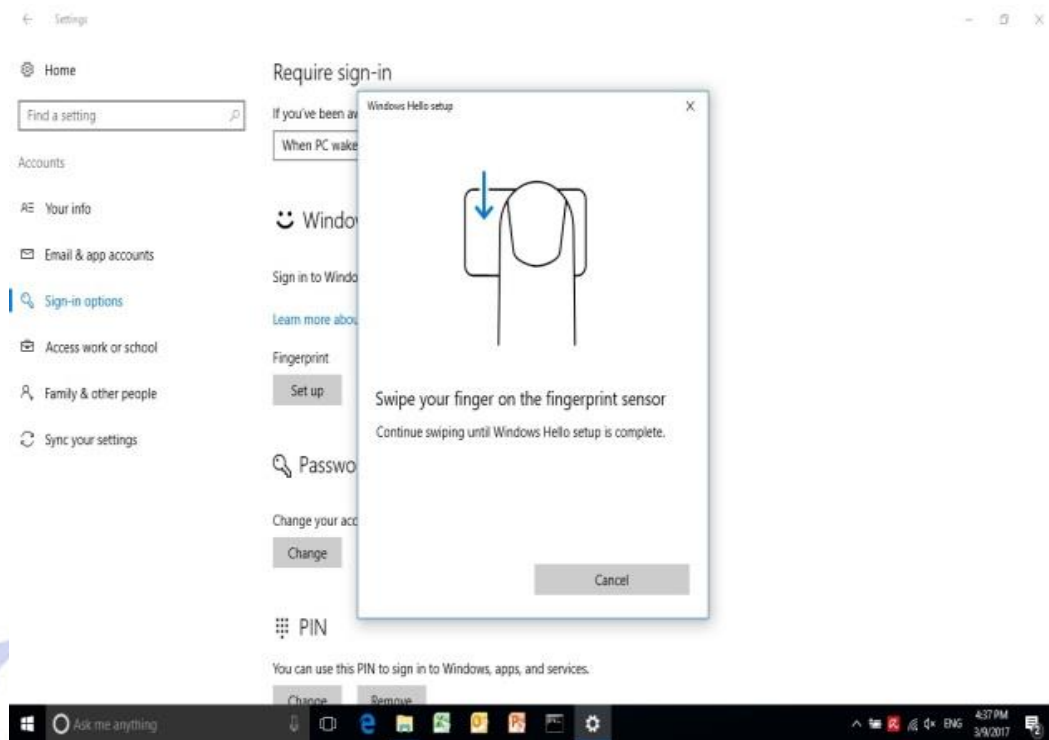 Settings
Home
Find a setting
Accounts
Your info
Email & app accounts
Sign-in options
Access work or school
Family & other people
Sync your settings
Require sign-in
If you've been
When PC wake
Windo
Sign in to Windo
Learn more abou
Fingerprint
Set up
Passwo
Change your acc
Change
PIN
You can use this PIN to sign in to Windows, apps, and services.
Change Remove
Windows Hello setup
Swipe your finger on the fingerprint sensor
Continue swiping until Windows Hello setup is complete.
Cancel
Ask me anything
ENG
4:37 PM
3/9/2017
2